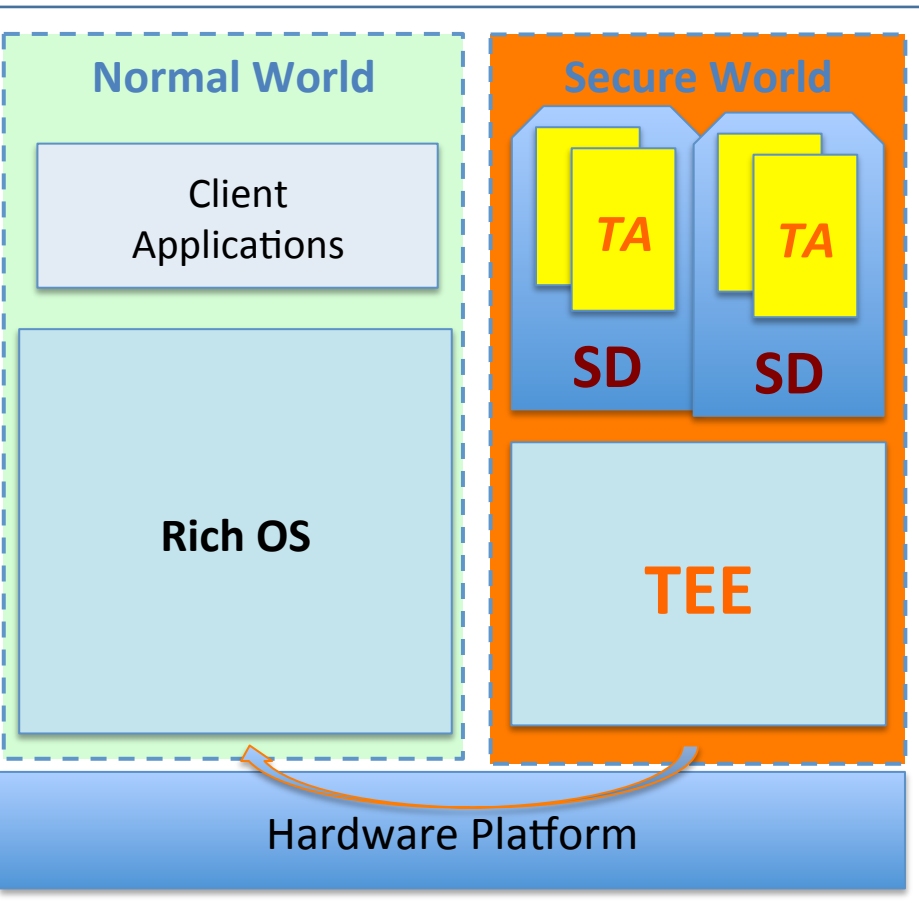 Normal World
Client
Applications
Rich OS
Secure World
TA
TA
SD
SD
TEE
Hardware Platform